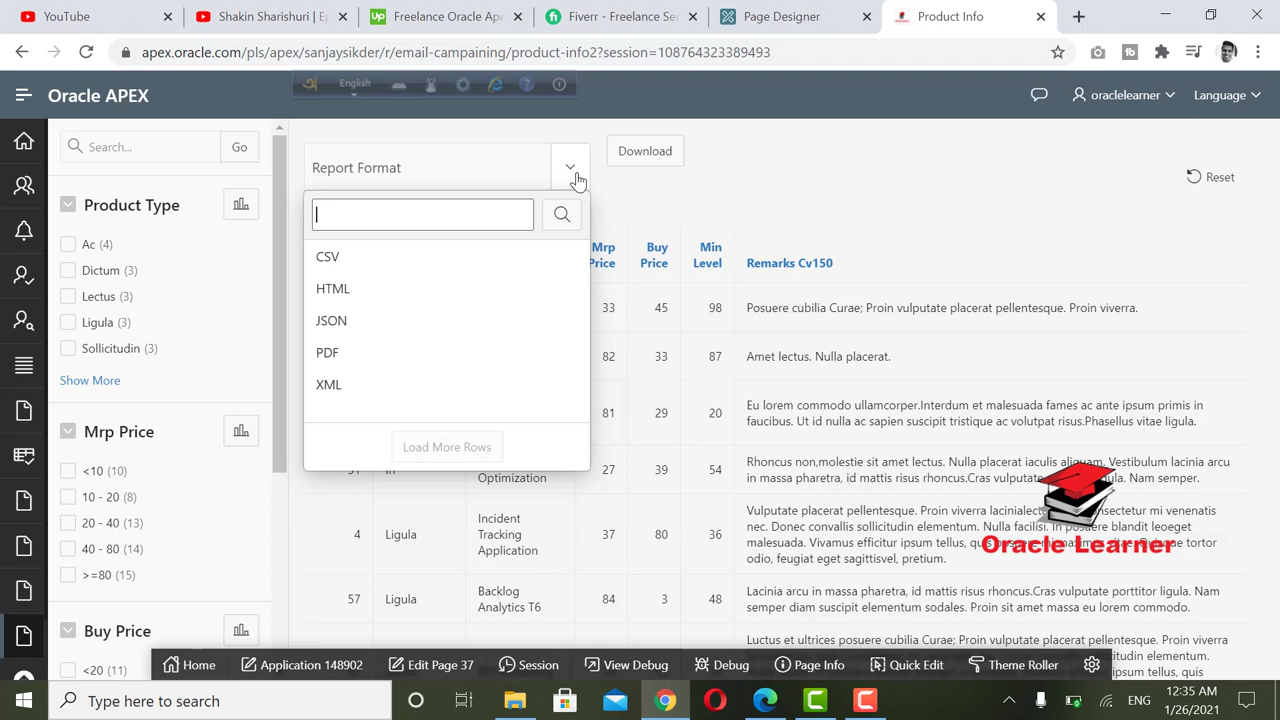 YouTube
Shakin Sharishuri | Ep
Freelance Oracle Ape
Fiverr - Freelance Ser
Page Designer
Product Info
apex.oracle.com/pls/apex/sanjaysikder/r/email-campaining/product-info2?session=108764323389493
English
Oracle APEX
oraclelearner
Language
Search...
Go
Report Format
Download
Reset
Product Type
Ac (4)
Dictum (3)
Lectus (3)
Ligula (3)
Sollicitudin (3)
Show More
Mrp Price
<10 (10)
10 - 20 (8)
20 - 40 (13)
40 - 80 (14)
>=80 (15)
Buy Price
<20 (11)
CSV
HTML
JSON
PDF
XML
Load More Rows
Mrp Price
Buy Price
Min Level
Remarks Cv150
33 45 98 Posuere cubilia Curae; Proin vulputate placerat pellentesque. Proin viverra.
82 33 87 Amet lectus. Nulla placerat.
81 29 20 Eu lorem commodo ullamcorper.Interdum et malesuada fames ac ante ipsum primis in
faucibus. Ut id nulla ac sapien suscipit tristique ac volutpat risus.Phasellus vitae ligula.
Optimization 27 39 54 Rhoncus non,molestie sit amet lectus. Nulla placerat iaculis aliquam. Vestibulum lacinia arcu
in massa pharetra, id mattis risus rhoncus.Cras vulputate porttitor ligula. Nam semper.
4 Ligula Incident Tracking Application 37 80 36 Vulputate placerat pellentesque. Proin viverra lacinia
nec. Donec convallis sollicitudin elementum. Nulla facilisi. In posuere blandit leo
malesuada. Vivamus efficitur ipsum tellus, quis
odio, feugiat eget sagittisvel, pretium.
57 Ligula Backlog Analytics T6 84 3 48 Lacinia arcu in massa pharetra, id mattis risus rhoncus.Cras vulputate porttitor ligula. Nam
semper diam suscipit elementum sodales. Proin sit amet massa eu lorem commodo.
Luctus et ultrices posuere cubilia Curae; Proin vulputate placerat pellentesque. Proin viverra
Oracle Learner
Home
Application 148902
Edit Page 37
Session
View Debug
Debug
Page Info
Quick Edit
Theme Roller
Type here to search
ENG
12:35 AM
1/26/2021